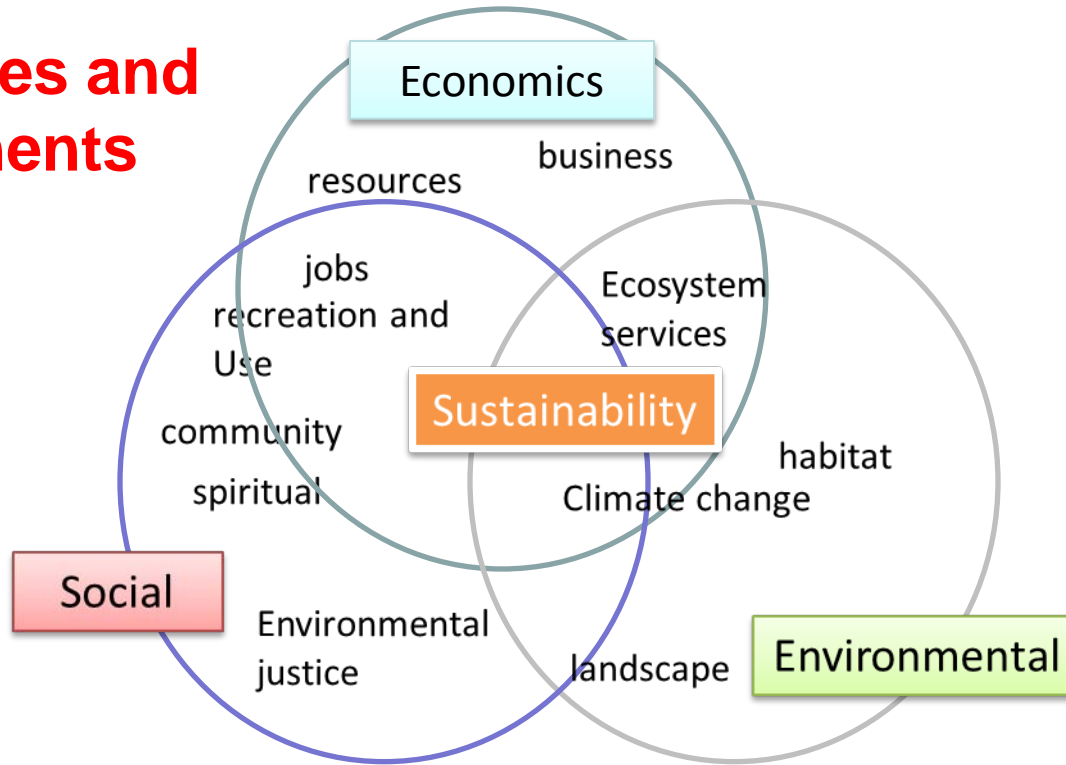 es and
ents
Economics
business
resources
jobs
recreation and
Use
Ecosystem
services
Sustainability
community
habitat
spiritual
Climate change
Social
Environmental
justice
landscape
Environmental